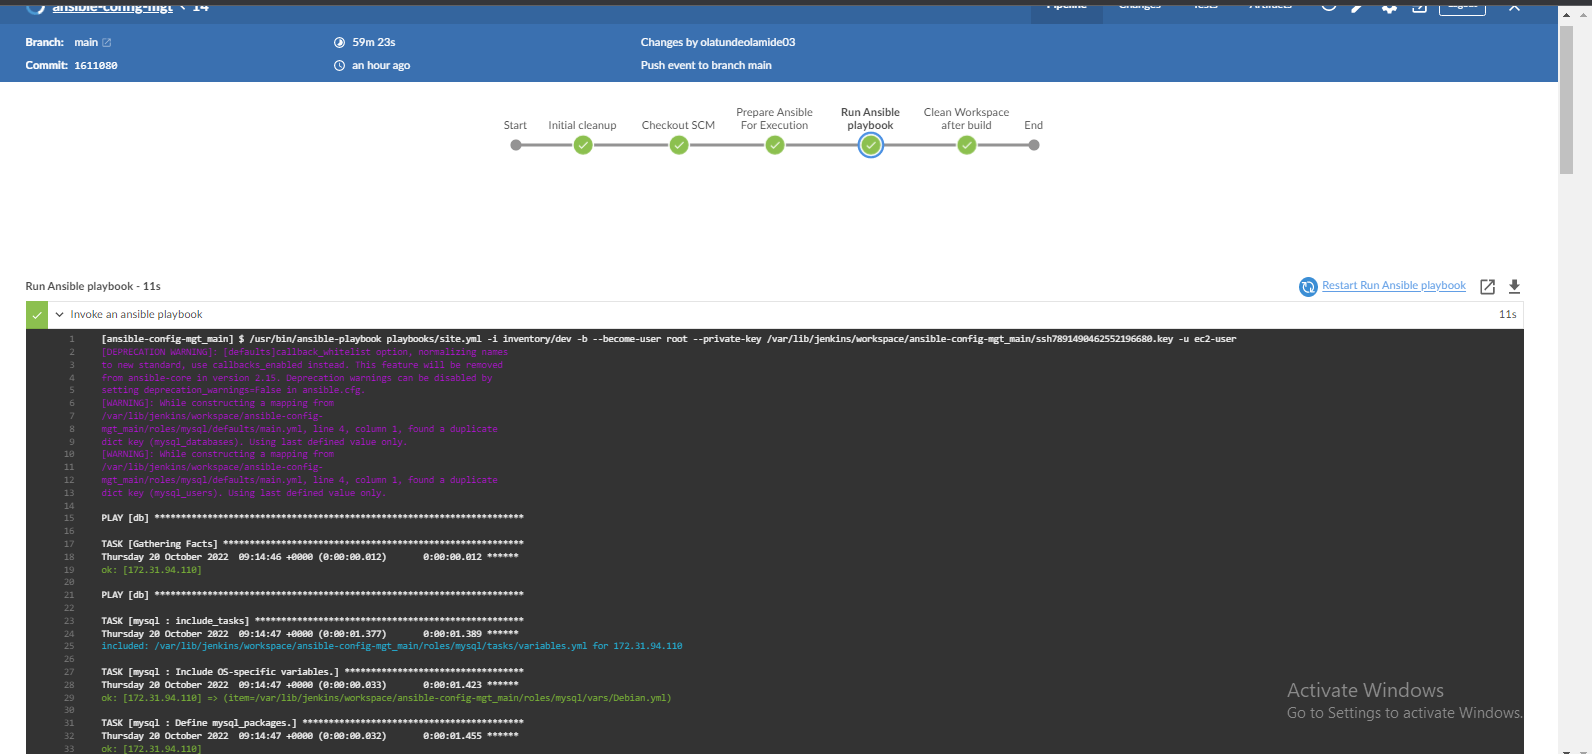 ansible-config-mgt < 14
Pipeline Changes Tests Artifacts Logout
Branch: main 59m 23s Changes by olatundeolamide03
Commit: 1611080 an hour ago Push event to branch main
Start Initial cleanup Checkout SCM Prepare Ansible For Execution Run Ansible playbook Clean Workspace after build End
Run Ansible playbook - 11s Restart Run Ansible playbook
Invoke an ansible playbook 11s
1 [ansible-config-mgt_main] $ /usr/bin/ansible-playbook playbooks/site.yml -i inventory/dev -b --become-user root --private-key /var/lib/jenkins/workspace/ansible-config-mgt_main/ssh7891490462552196680.key -u ec2-user
2 [DEPRECATION WARNING]: [defaults]callback_whitelist option, normalizing names
3 to new standard, use callbacks_enabled instead. This feature will be removed
4 from ansible-core in version 2.15. Deprecation warnings can be disabled by
5 setting deprecation_warnings=False in ansible.cfg.
6 [WARNING]: While constructing a mapping from
7 /var/lib/jenkins/workspace/ansible-config-
8 mgt_main/roles/mysql/defaults/main.yml, line 4, column 1, found a duplicate
9 dict key (mysql_databases). Using last defined value only.
10 [WARNING]: While constructing a mapping from
11 /var/lib/jenkins/workspace/ansible-config-
12 mgt_main/roles/mysql/defaults/main.yml, line 4, column 1, found a duplicate
13 dict key (mysql_users). Using last defined value only.
14
15 PLAY [db] **********************************************************************
16
17 TASK [Gathering Facts] *********************************************************
18 Thursday 20 October 2022  09:14:46 +0000 (0:00:00.012)       0:00:00.012 ******
19 ok: [172.31.94.110]
20
21 PLAY [db] **********************************************************************
22
23 TASK [mysql : include_tasks] ***************************************************
24 Thursday 20 October 2022  09:14:47 +0000 (0:00:01.377)       0:00:01.389 ******
25 included: /var/lib/jenkins/workspace/ansible-config-mgt_main/roles/mysql/tasks/variables.yml for 172.31.94.110
26
27 TASK [mysql : Include OS-specific variables.] **********************************
28 Thursday 20 October 2022  09:14:47 +0000 (0:00:00.033)       0:00:01.423 ******
29 ok: [172.31.94.110] => (item=/var/lib/jenkins/workspace/ansible-config-mgt_main/roles/mysql/vars/Debian.yml)
30
31 TASK [mysql : Define mysql_packages.] ******************************************
32 Thursday 20 October 2022  09:14:47 +0000 (0:00:00.032)       0:00:01.455 ******
33 ok: [172.31.94.110]
Activate Windows
Go to Settings to activate Windows.